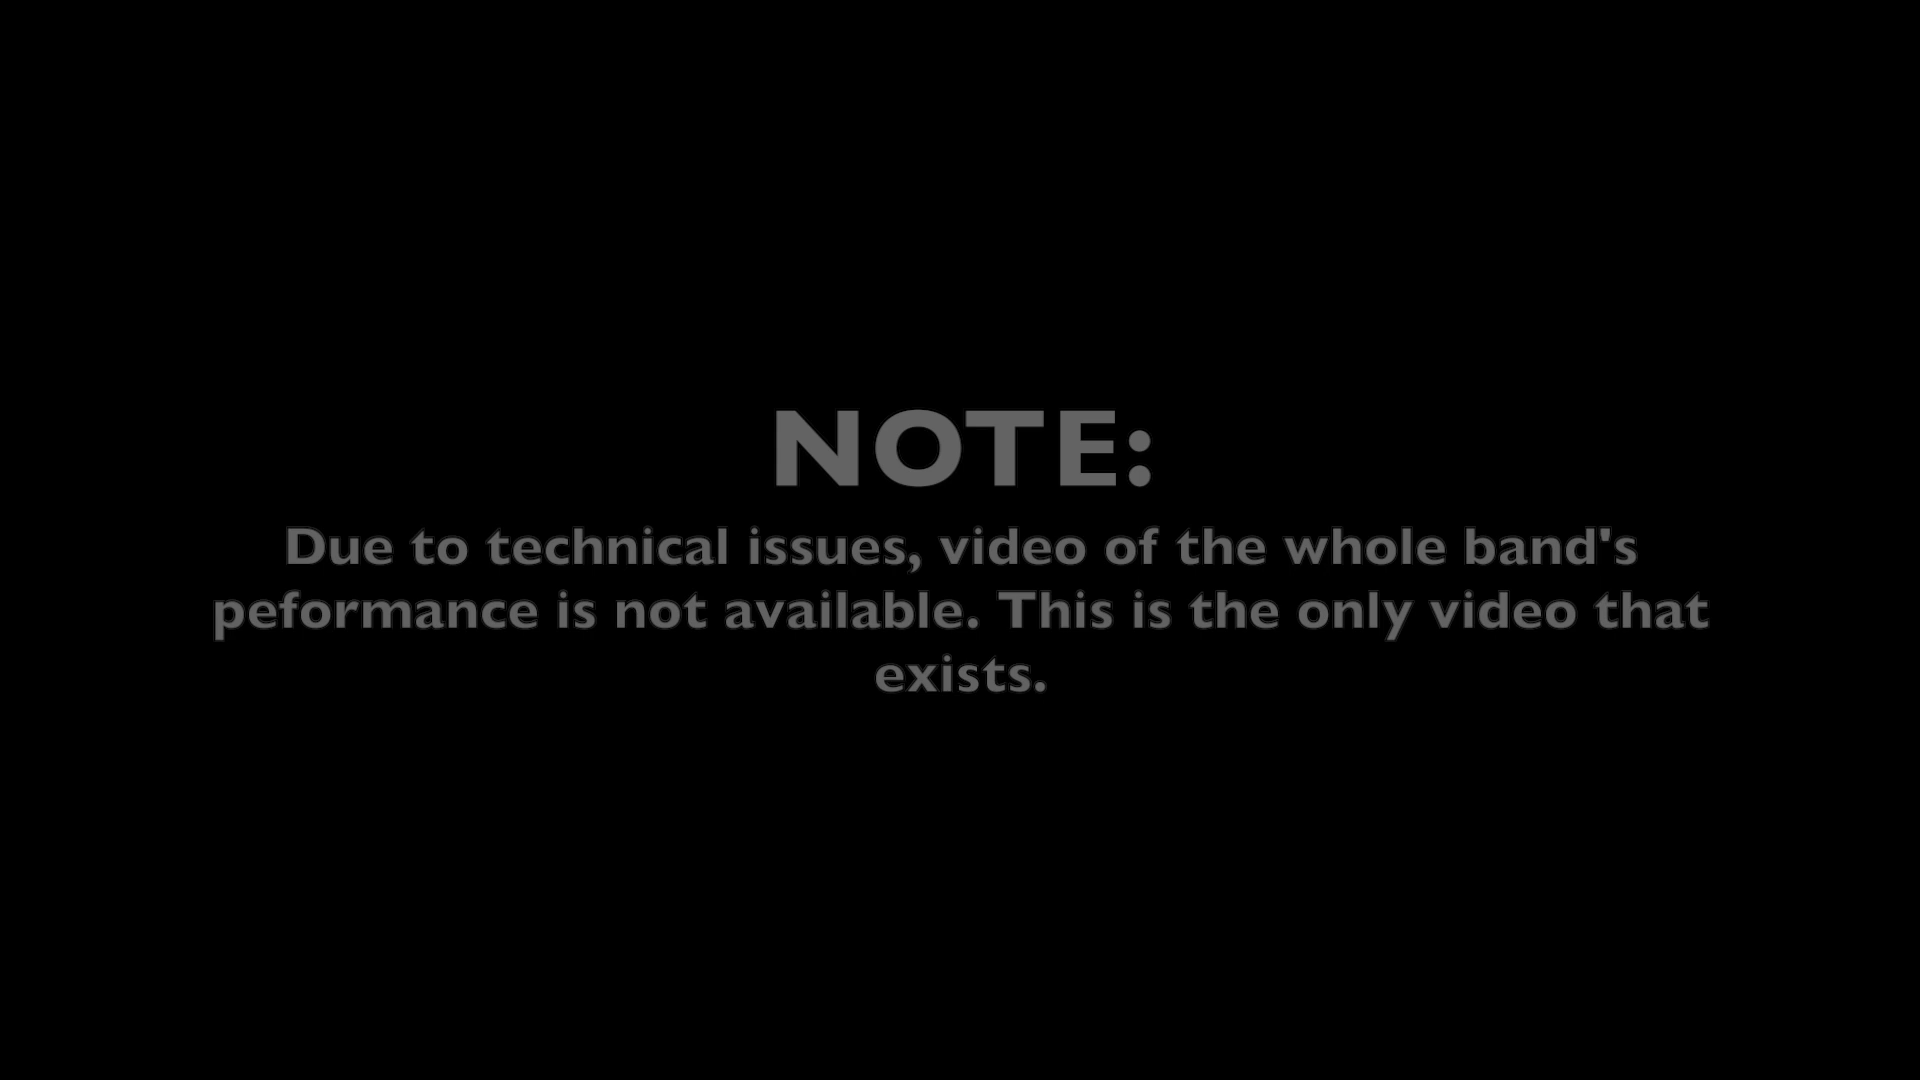 NOTE:
Due to technical issues, video of the whole band's
peformance is not available. This is the only video that
exists.